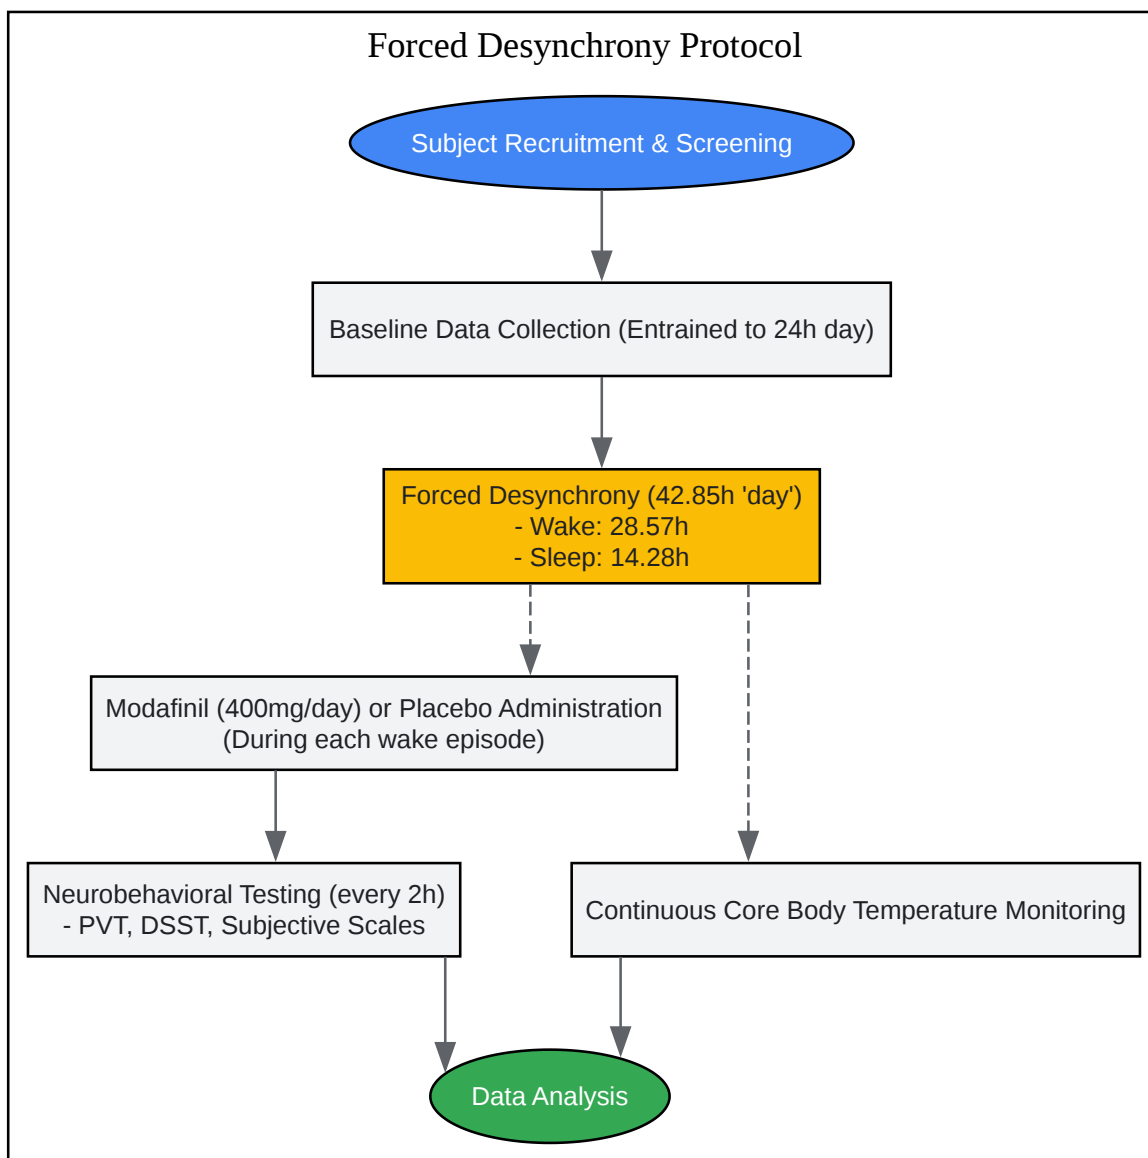 Forced Desynchrony Protocol
Subject Recruitment & Screening
Baseline Data Collection (Entrained to 24h day)
Forced Desynchrony (42.85h 'day')
- Wake: 28.57h
- Sleep: 14.28h
Modafinil (400mg/day) or Placebo Administration
(During each wake episode)
Neurobehavioral Testing (every 2h)
- PVT, DSST, Subjective Scales
Continuous Core Body Temperature Monitoring
Data Analysis